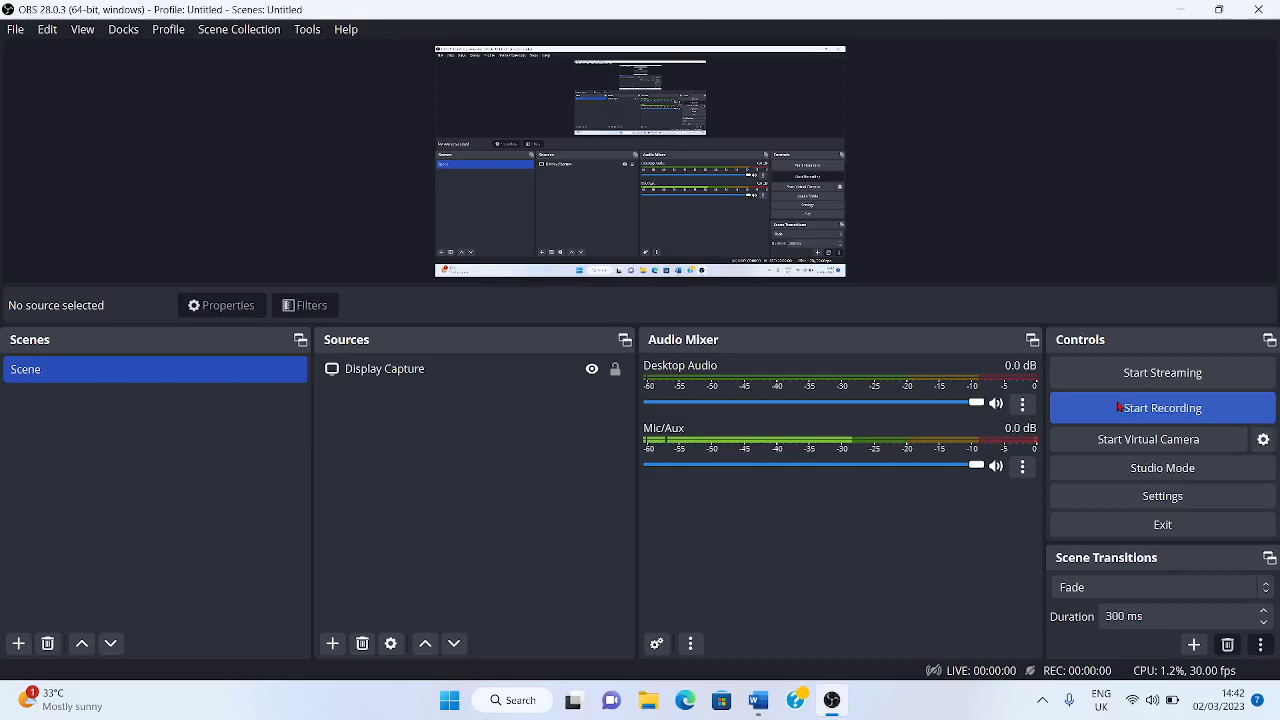 OBS 28.0.3 (64-bit, windows) - Profile: Untitled - Scenes: Untitled
File Edit View Docks Profile Scene Collection Tools Help
No source selected Properties Filters
Scenes
Scene
Sources
Display Capture
Audio Mixer
Desktop Audio 0.0 dB
-60 -55 -50 -45 -40 -35 -30 -25 -20 -15 -10 -5 0
Mic/Aux 0.0 dB
-60 -55 -50 -45 -40 -35 -30 -25 -20 -15 -10 -5 0
Controls
Start Streaming
Start Recording
Start Virtual Camera
Studio Mode
Settings
Exit
Scene Transitions
Fade
Duration 300 ms
LIVE: 00:00:00 REC: 00:00:00 CPU: 1.2%, 30.00 fps
1
33°C
Mostly sunny
Search
ENG
UK
14:42
02/03/2023
7